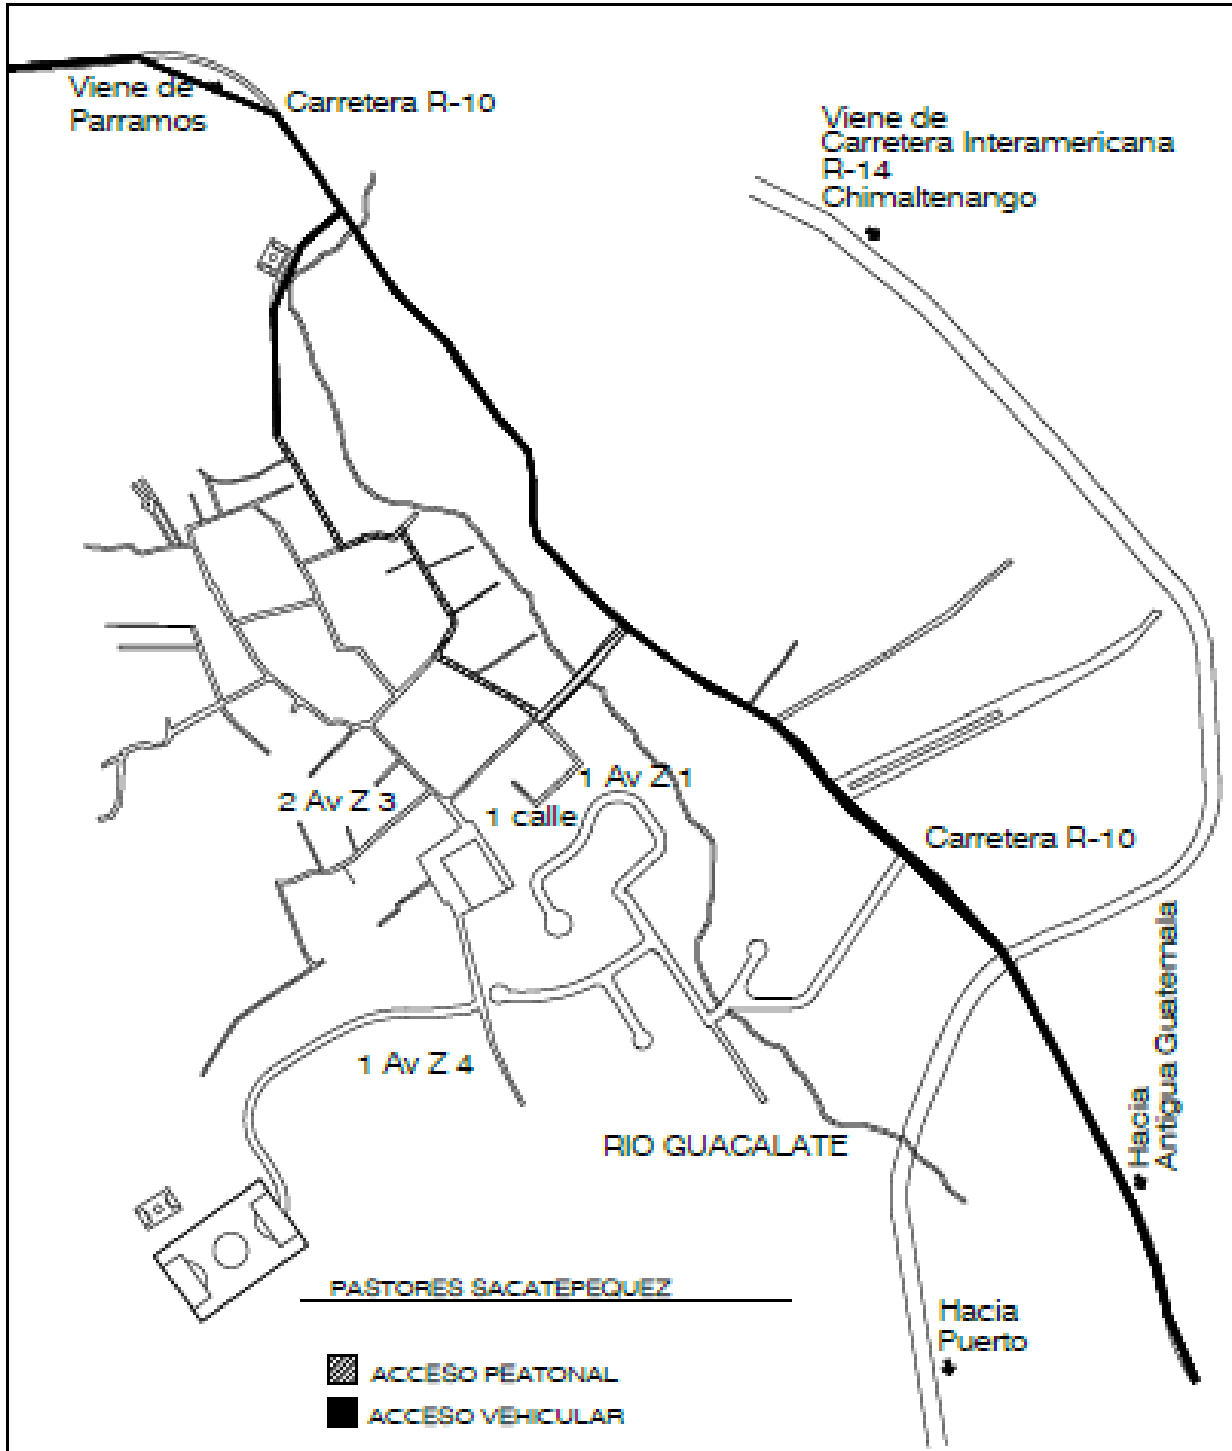 Viene de
Parramos
Carretera R-10
Viene de
Carretera Interamericana
R-14
Chimaltenango
1 Av Z 1
2 Av Z 3
1 calle
Carretera R-10
Hacia
Antigua Guatemala
1 Av Z 4
RIO GUACALATE
PASTORES SACATEPEQUEZ
Hacia
Puerto
ACCESO PEATONAL
ACCESO VEHICULAR